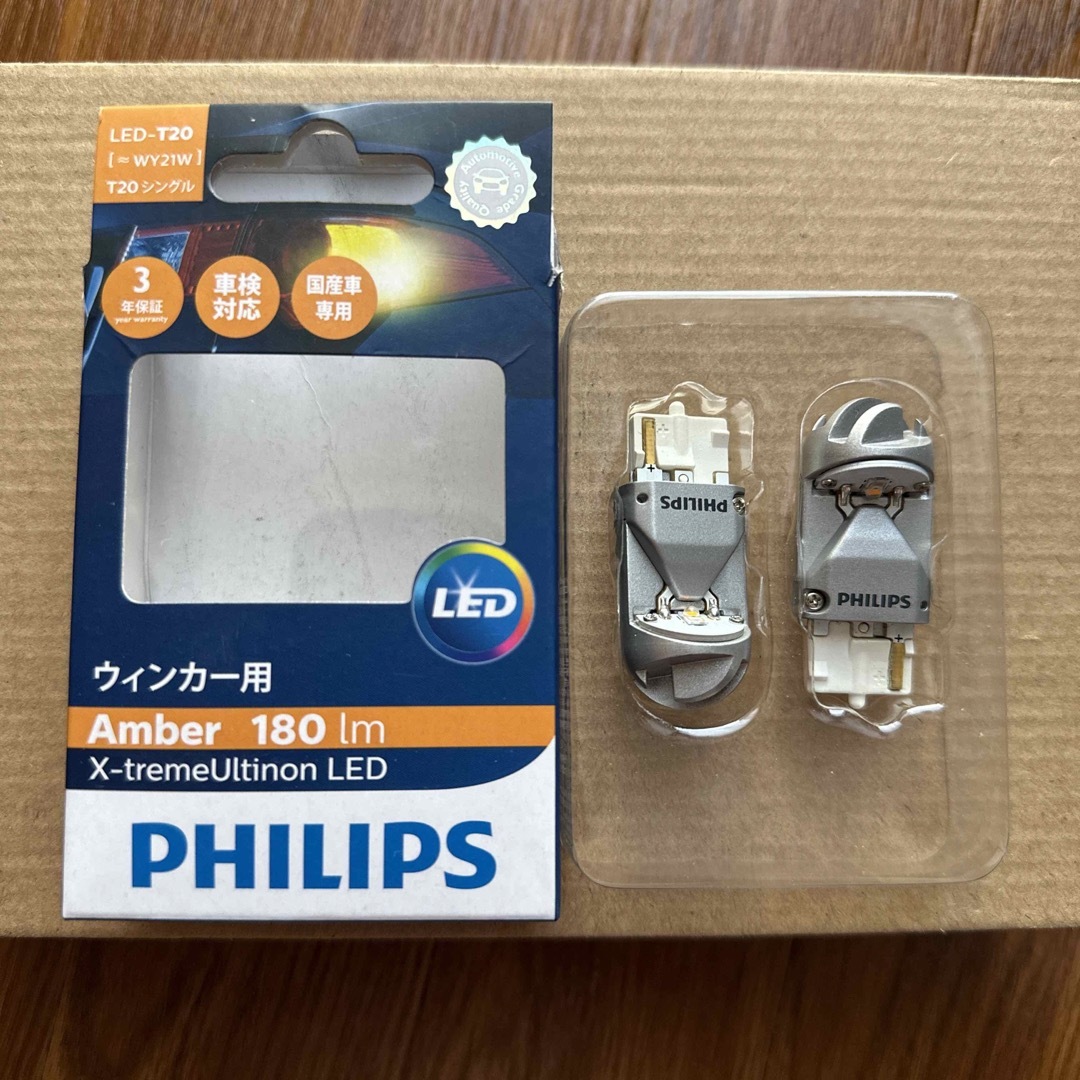 LED-T20
[ ≈ WY21W ]
T20 シングル
Automotive Grade
Quality
3
年保証
year warranty
車検
対応
国産車
専用
LED
ウィンカー用
Amber 180 lm
X-tremeUltinon LED
PHILIPS
PHILIPS
+
PHILIPS
+